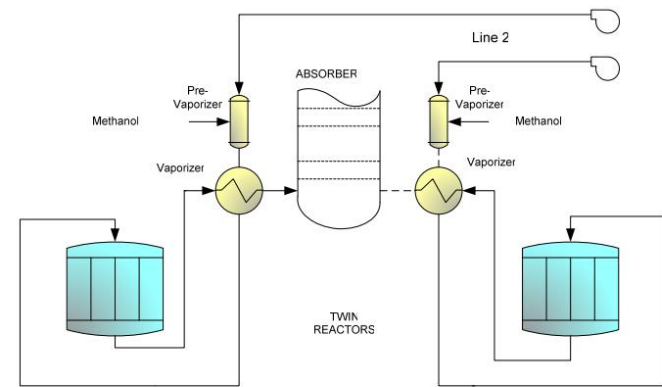 Line 2
ABSORBER
Pre-
Vaporizer
Methanol
Vaporizer
Pre-
Vaporizer
Methanol
Vaporizer
TWIN
REACTORS